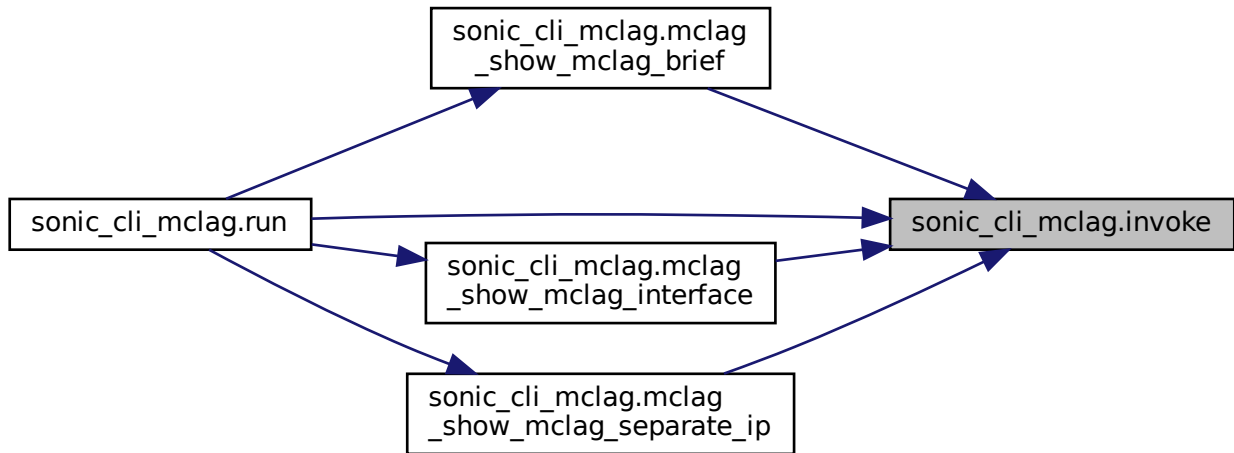 sonic_cli_mclag.mclag
_show_mclag_brief
sonic_cli_mclag.run
sonic_cli_mclag.invoke
sonic_cli_mclag.mclag
_show_mclag_interface
sonic_cli_mclag.mclag
_show_mclag_separate_ip